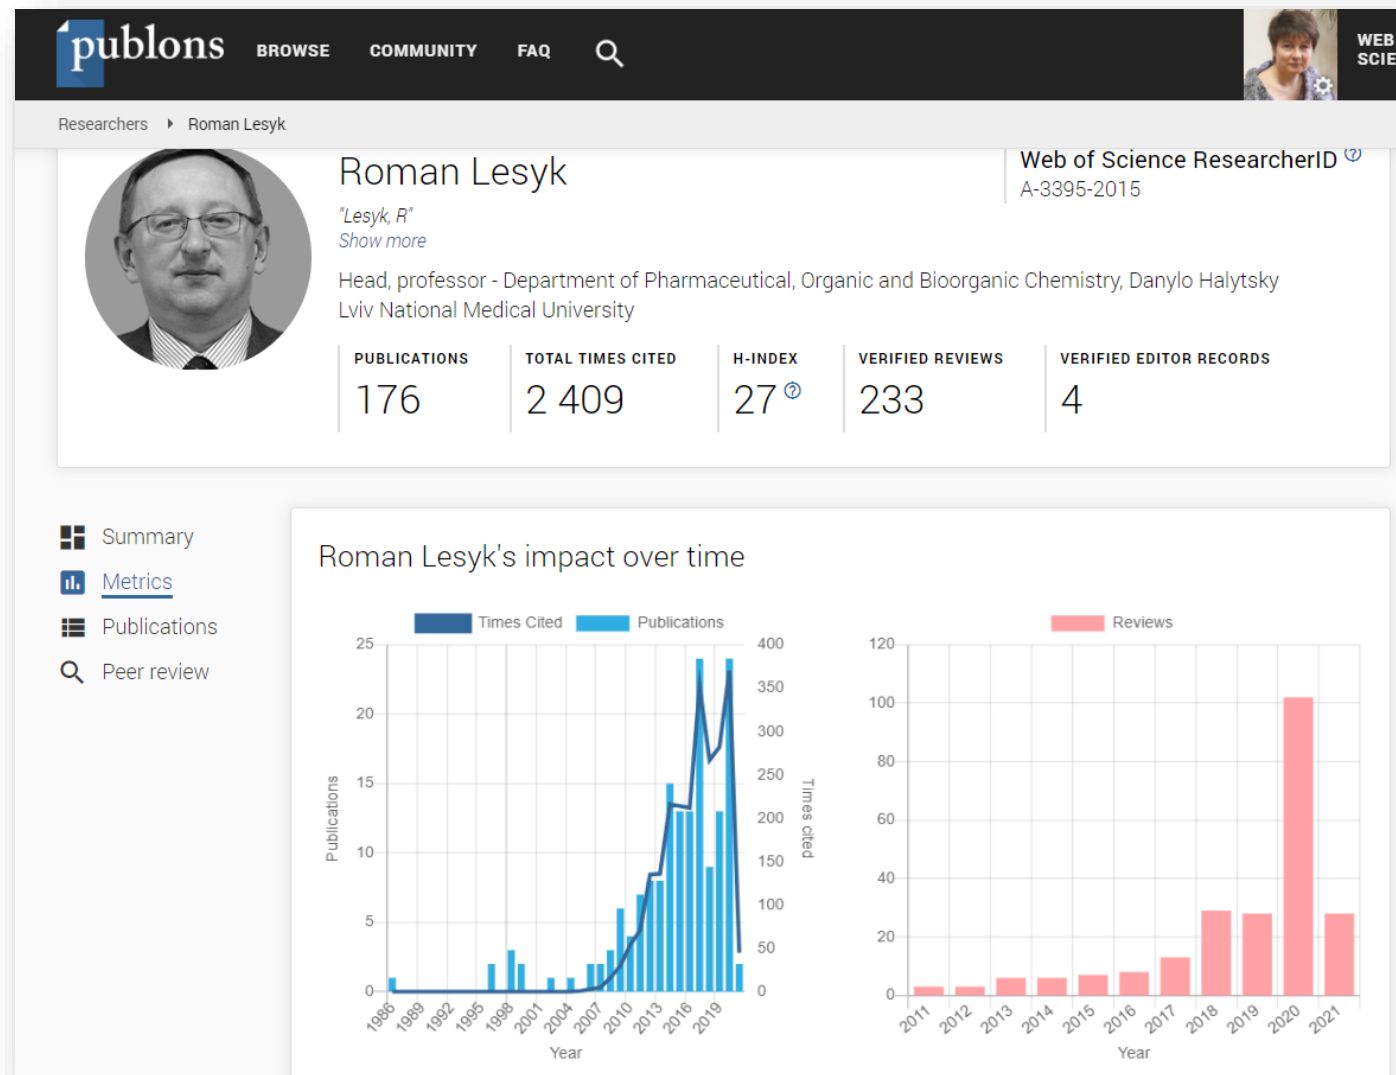 publons BROWSE COMMUNITY FAQ
WEB
SCIE
Researchers Roman Lesyk
Roman Lesyk
"Lesyk, R"
Show more
Web of Science ResearcherID ?
A-3395-2015
Head, professor - Department of Pharmaceutical, Organic and Bioorganic Chemistry, Danylo Halytsky
Lviv National Medical University
PUBLICATIONS TOTAL TIMES CITED H-INDEX VERIFIED REVIEWS VERIFIED EDITOR RECORDS
176 2 409 27 ? 233 4
Summary
Metrics
Publications
Peer review
Roman Lesyk's impact over time
Times Cited Publications
25
20
15
10
5
0
Publications
400
350
300
250
200
150
100
50
0
Times cited
1986 1989 1992 1995 1998 2001 2004 2007 2010 2013 2016 2019
Year
Reviews
120
100
80
60
40
20
0
2011 2012 2013 2014 2015 2016 2017 2018 2019 2020 2021
Year